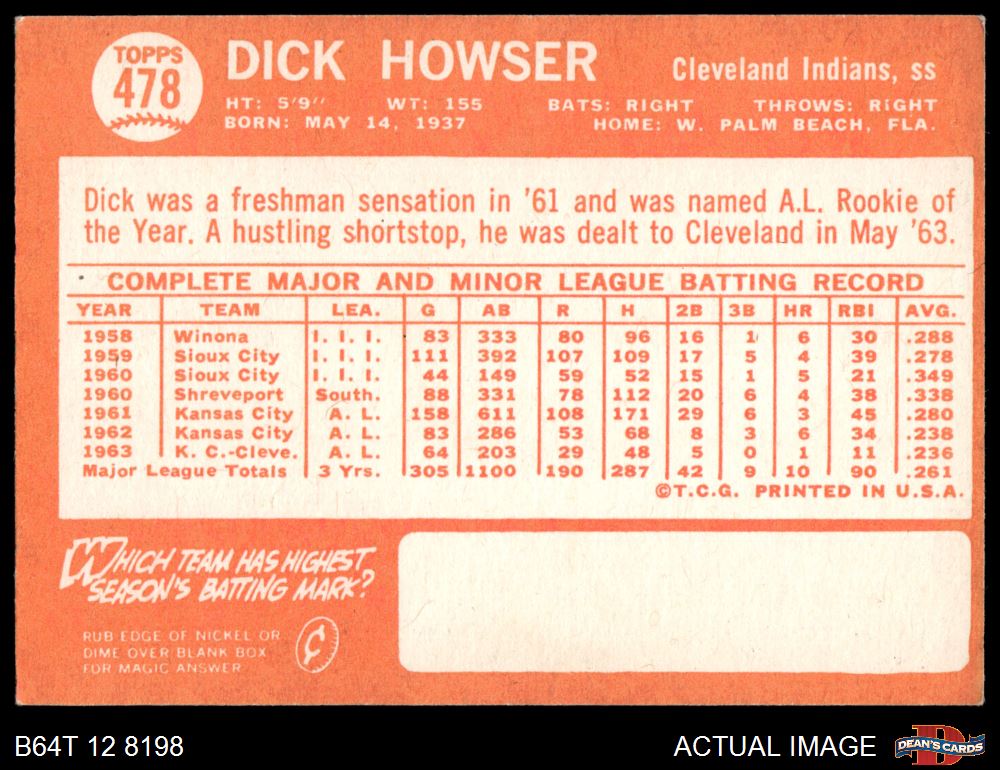 TOPPS
478
DICK HOWSER
Cleveland Indians, ss
HT: 5'9" WT: 155 BATS: RIGHT THROWS: RIGHT
BORN: MAY 14, 1937 HOME: W. PALM BEACH, FLA.
Dick was a freshman sensation in '61 and was named A.L. Rookie of
the Year. A hustling shortstop, he was dealt to Cleveland in May '63.
COMPLETE MAJOR AND MINOR LEAGUE BATTING RECORD
YEAR TEAM LEA. G AB R H 2B 3B HR RBI AVG.
1958 Winona I. I. I. 83 333 80 96 16 1 6 30 .288
1959 Sioux City I. I. I. 111 392 107 109 17 5 4 39 .278
1960 Sioux City I. I. I. 44 149 59 52 15 1 5 21 .349
1960 Shreveport South. 88 331 78 112 20 6 4 38 .338
1961 Kansas City A. L. 158 611 108 171 29 6 3 45 .280
1962 Kansas City A. L. 83 286 53 68 8 3 6 34 .238
1963 K. C.-Cleve. A. L. 64 203 29 48 5 0 1 11 .236
Major League Totals 3 Yrs. 305 1100 190 287 42 9 10 90 .261
©T.C.G. PRINTED IN U.S.A.
WHICH TEAM HAS HIGHEST
SEASON'S BATTING MARK?
RUB EDGE OF NICKEL OR
DIME OVER BLANK BOX
FOR MAGIC ANSWER
¢
B64T 12 8198
ACTUAL IMAGE
DEAN'S CARDS